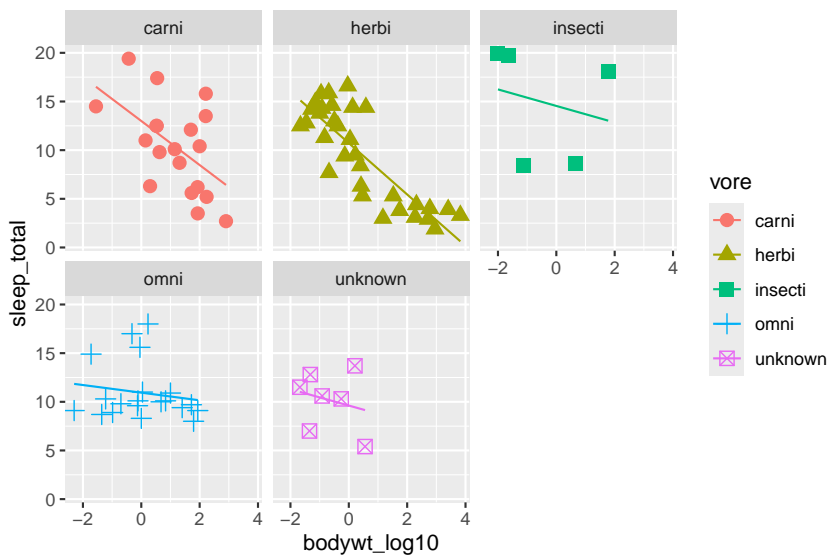 carni herbi insecti
20
15
10
5
0
−2 0 2 4
omni unknown
20
15
10
5
0
−2 0 2 4 −2 0 2 4
sleep_total
bodywt_log10
vore
carni
herbi
insecti
omni
unknown